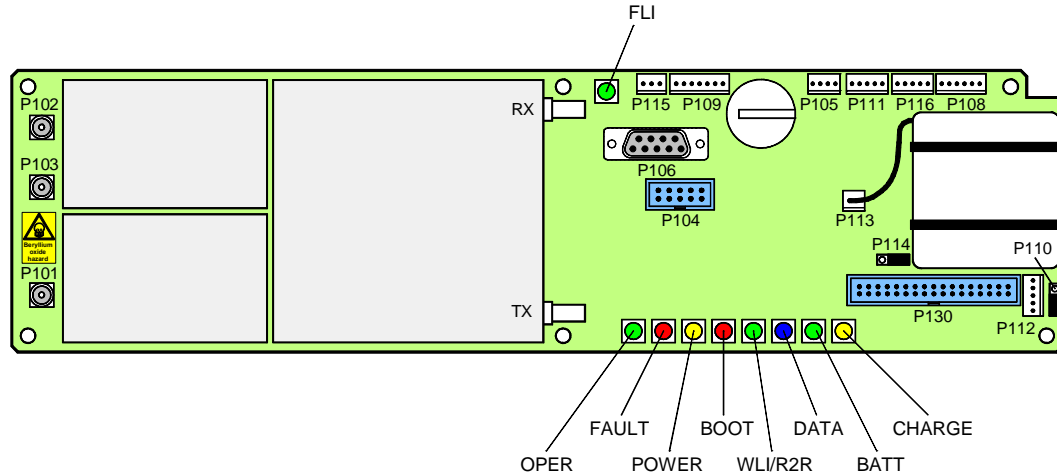 FLI
P102
RX
P115
P109
P105
P111
P116
P108
P103
P106
P104
P113
Beryllium
oxide
hazard
P114
P110
P101
TX
P130
P112
FAULT
BOOT
DATA
CHARGE
OPER
POWER
WLI/R2R
BATT